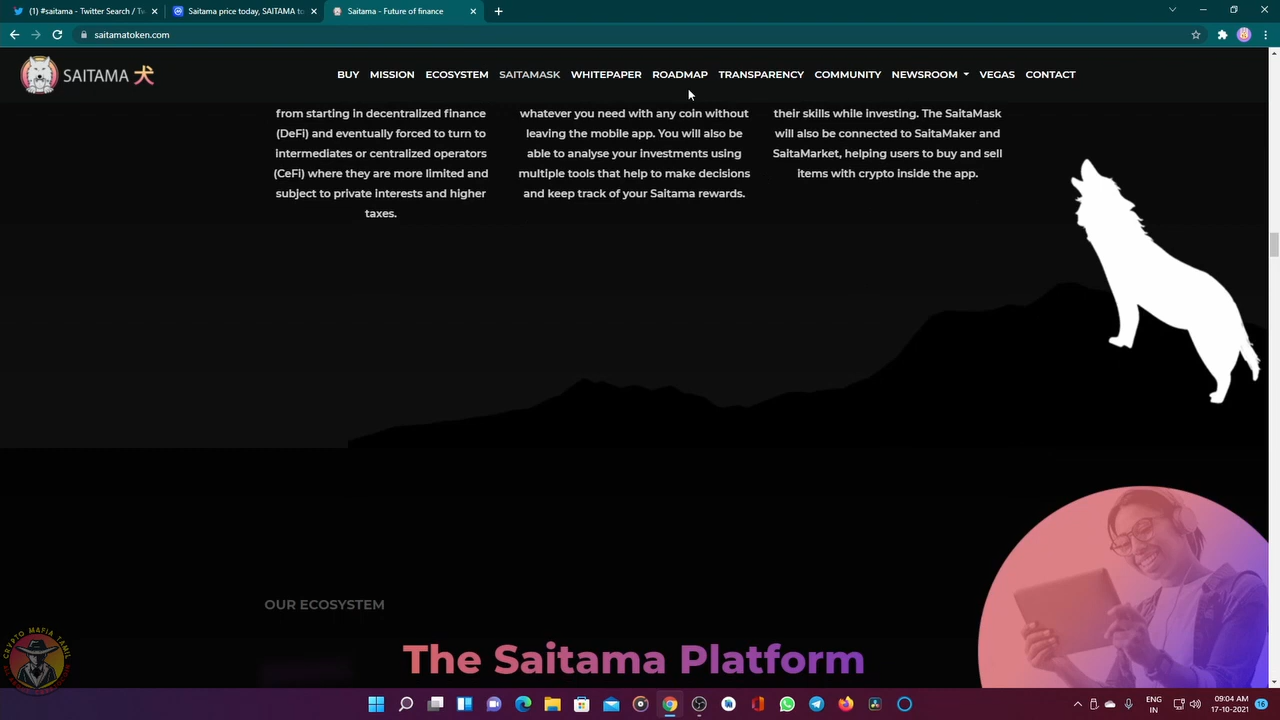 (1) #saitama - Twitter Search / Tw
Saitama price today, SAITAMA to
Saitama - Future of finance
saitamatoken.com
SAITAMA 犬
BUY MISSION ECOSYSTEM SAITAMASK WHITEPAPER ROADMAP TRANSPARENCY COMMUNITY NEWSROOM VEGAS CONTACT
from starting in decentralized finance
(DeFi) and eventually forced to turn to
intermediates or centralized operators
(CeFi) where they are more limited and
subject to private interests and higher
taxes.
whatever you need with any coin without
leaving the mobile app. You will also be
able to analyse your investments using
multiple tools that help to make decisions
and keep track of your Saitama rewards.
their skills while investing. The SaitaMask
will also be connected to SaitaMaker and
SaitaMarket, helping users to buy and sell
items with crypto inside the app.
OUR ECOSYSTEM
The Saitama Platform
CRYPTO MAFIA TAMIL
ENG
IN
09:04 AM
17-10-2021
16